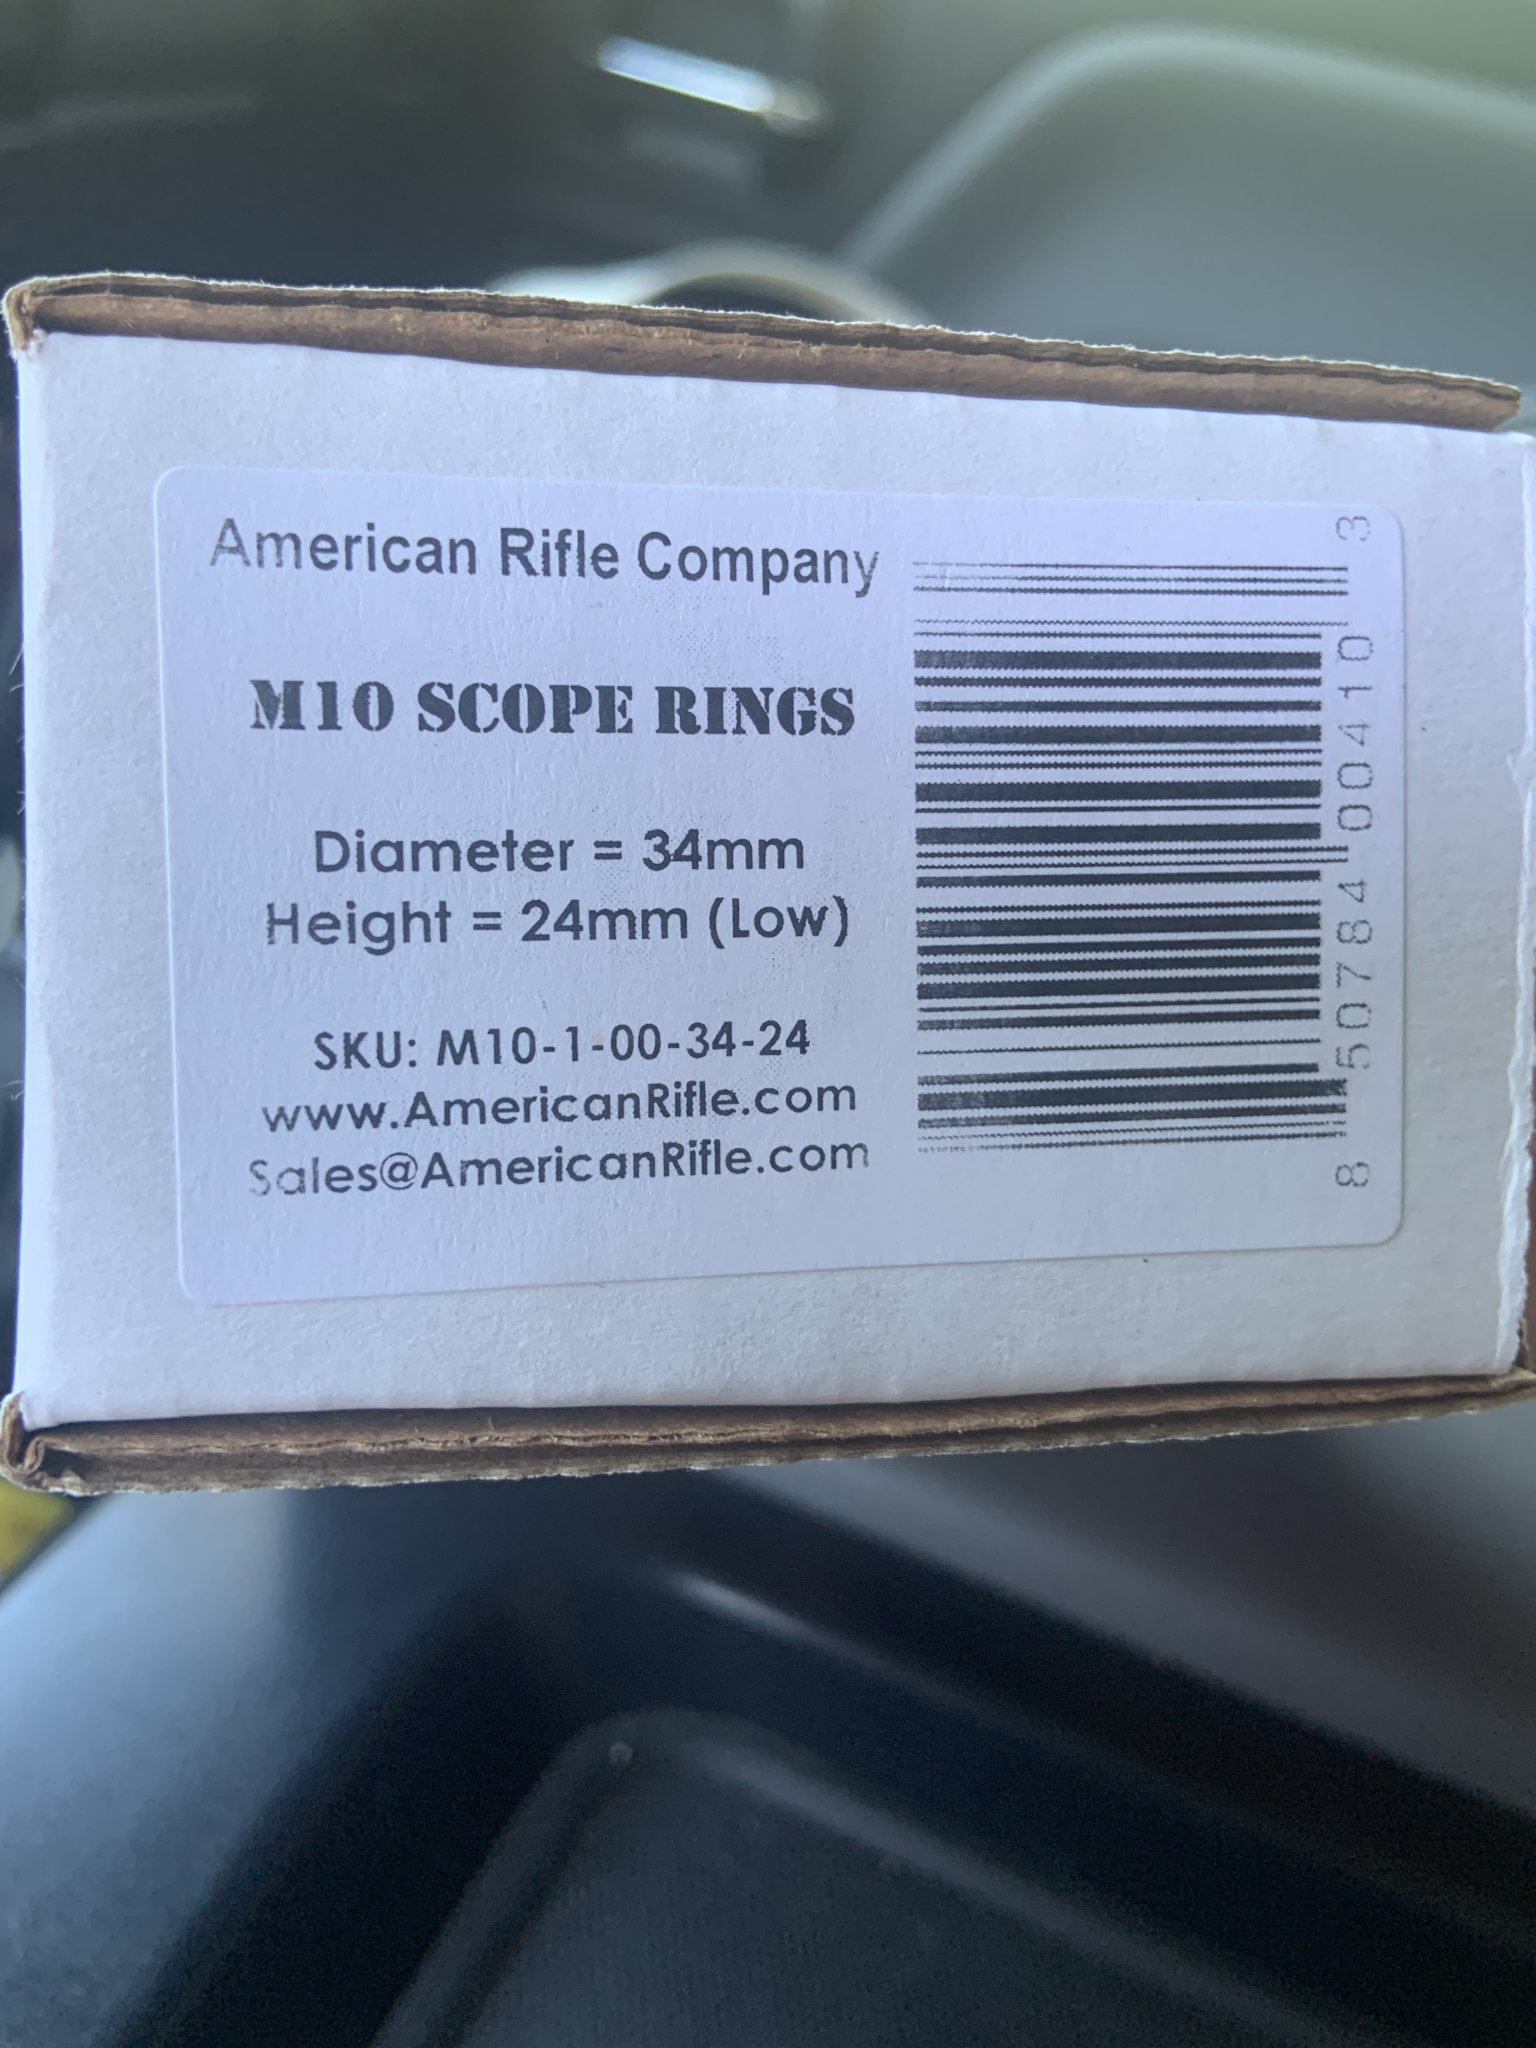 American Rifle Company
M10 SCOPE RINGS
Diameter = 34mm
Height = 24mm (Low)
SKU: M10-1-00-34-24
www.AmericanRifle.com
Sales@AmericanRifle.com
8 50784 00410 3